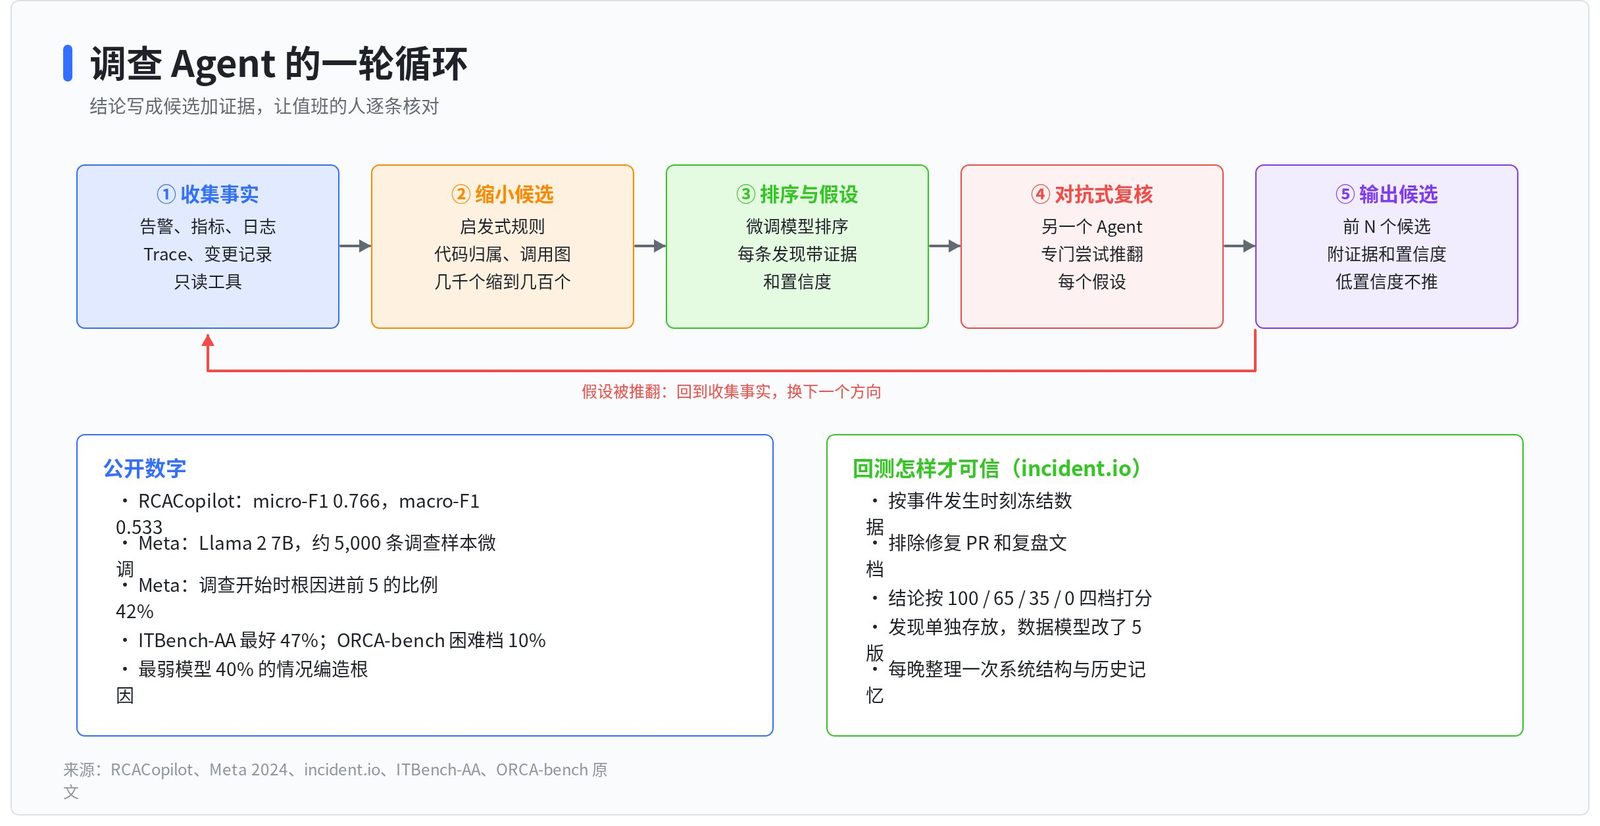 调查 Agent 的一轮循环
结论写成候选加证据，让值班的人逐条核对
① 收集事实
告警、指标、日志
Trace、变更记录
只读工具
② 缩小候选
启发式规则
代码归属、调用图
几千个缩到几百个
③ 排序与假设
微调模型排序
每条发现带证据
和置信度
④ 对抗式复核
另一个 Agent
专门尝试推翻
每个假设
⑤ 输出候选
前 N 个候选
附证据和置信度
低置信度不推
假设被推翻：回到收集事实，换下一个方向
公开数字
・ RCACopilot：micro-F1 0.766，macro-F1
0.533
・ Meta：Llama 2 7B，约 5,000 条调查样本微
调
・ Meta：调查开始时根因进前 5 的比例
42%
・ ITBench-AA 最好 47%；ORCA-bench 困难档 10%
・ 最弱模型 40% 的情况编造根
因
回测怎样才可信（incident.io）
・ 按事件发生时刻冻结数
据
・ 排除修复 PR 和复盘文
档
・ 结论按 100 / 65 / 35 / 0 四档打分
・ 发现单独存放，数据模型改了 5
版
・ 每晚整理一次系统结构与历史记
忆
来源：RCACopilot、Meta 2024、incident.io、ITBench-AA、ORCA-bench 原
文